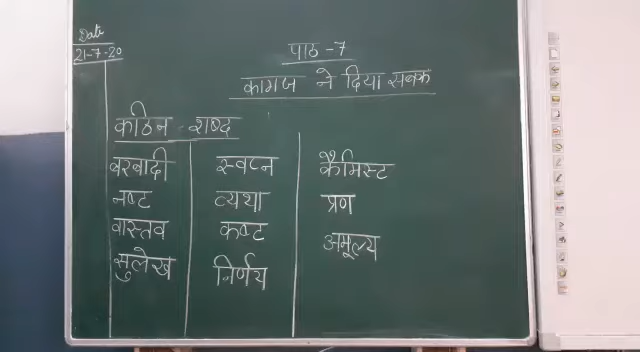 Date
21-7-20
पाठ-7
कागज ने दिया सबक
कठिन-शब्द
बरबादी
नष्ट
वास्तव
सुलेख
स्वप्न
व्यथा
कष्ट
निर्णय
कैमिस्ट
प्रण
अमूल्य